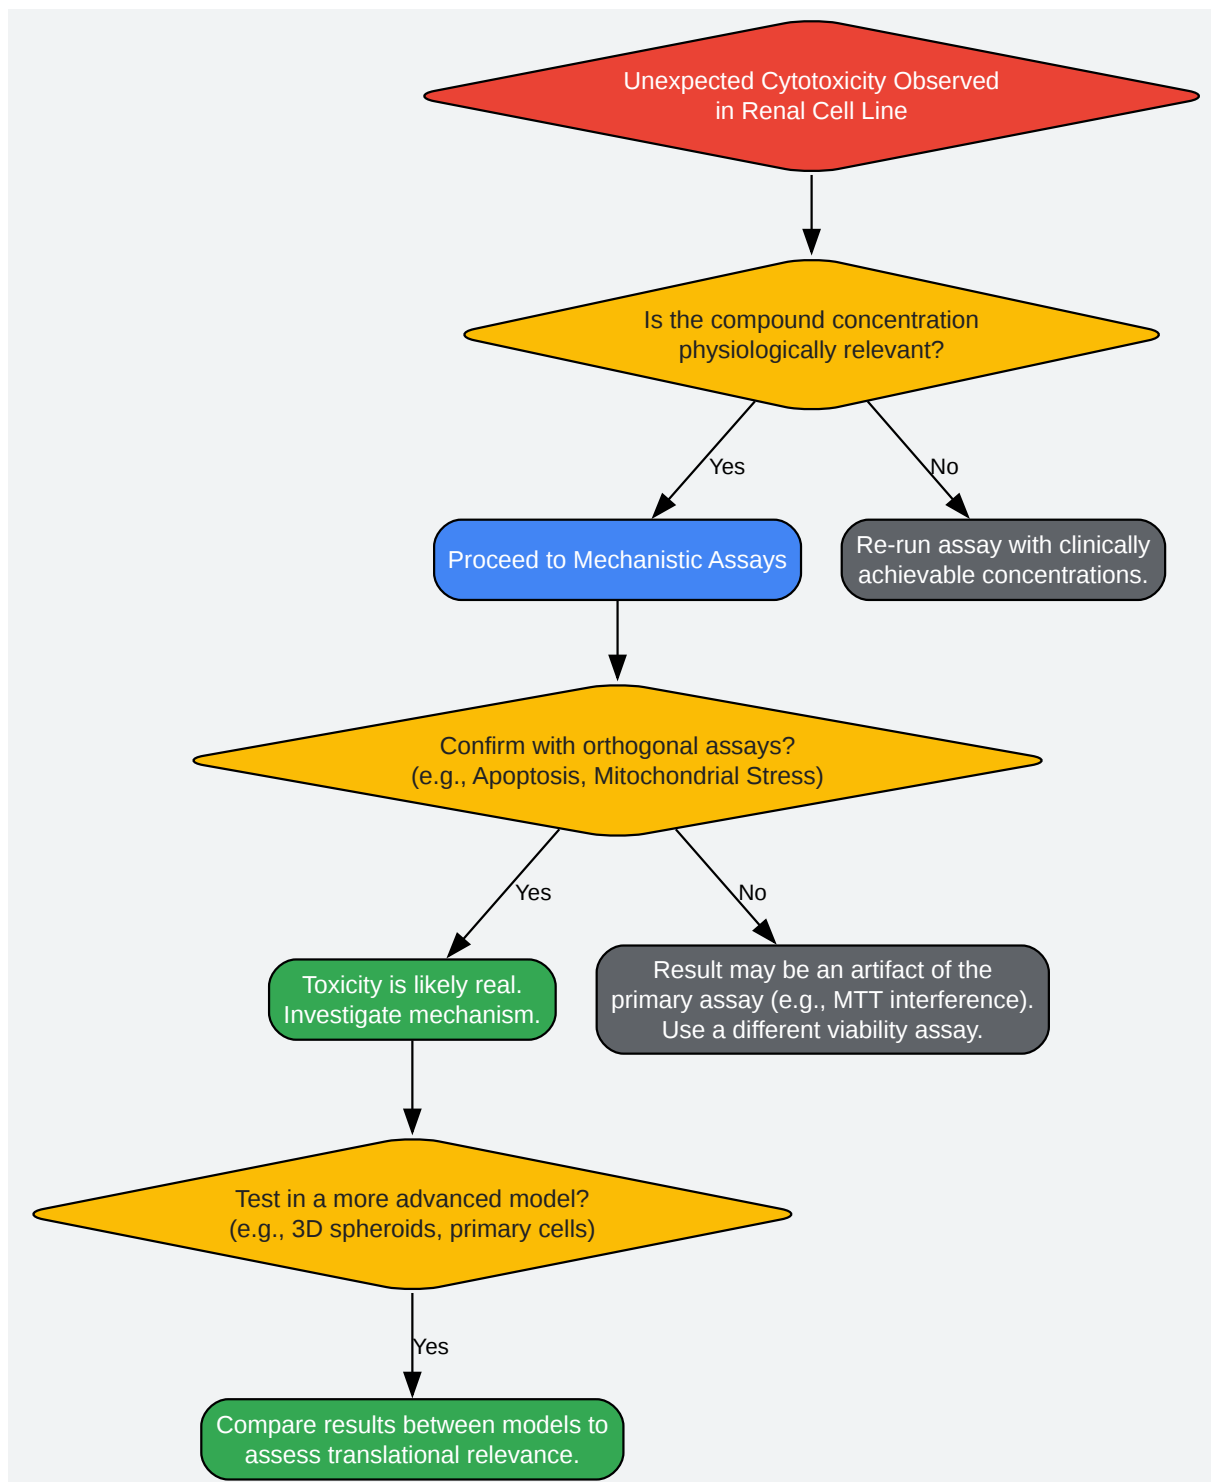 Unexpected Cytotoxicity Observed
in Renal Cell Line
Is the compound concentration
physiologically relevant?
Yes
No
Proceed to Mechanistic Assays
Re-run assay with clinically
achievable concentrations.
Confirm with orthogonal assays?
(e.g., Apoptosis, Mitochondrial Stress)
Yes
No
Toxicity is likely real.
Investigate mechanism.
Result may be an artifact of the
primary assay (e.g., MTT interference).
Use a different viability assay.
Test in a more advanced model?
(e.g., 3D spheroids, primary cells)
Yes
Compare results between models to
assess translational relevance.